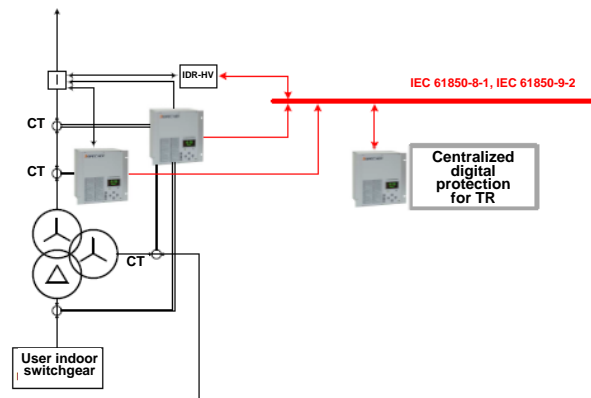 I
IDR-HV
IEC 61850-8-1, IEC 61850-9-2
CT
CT
Centralized
digital
protection
for TR
CT
User indoor
switchgear